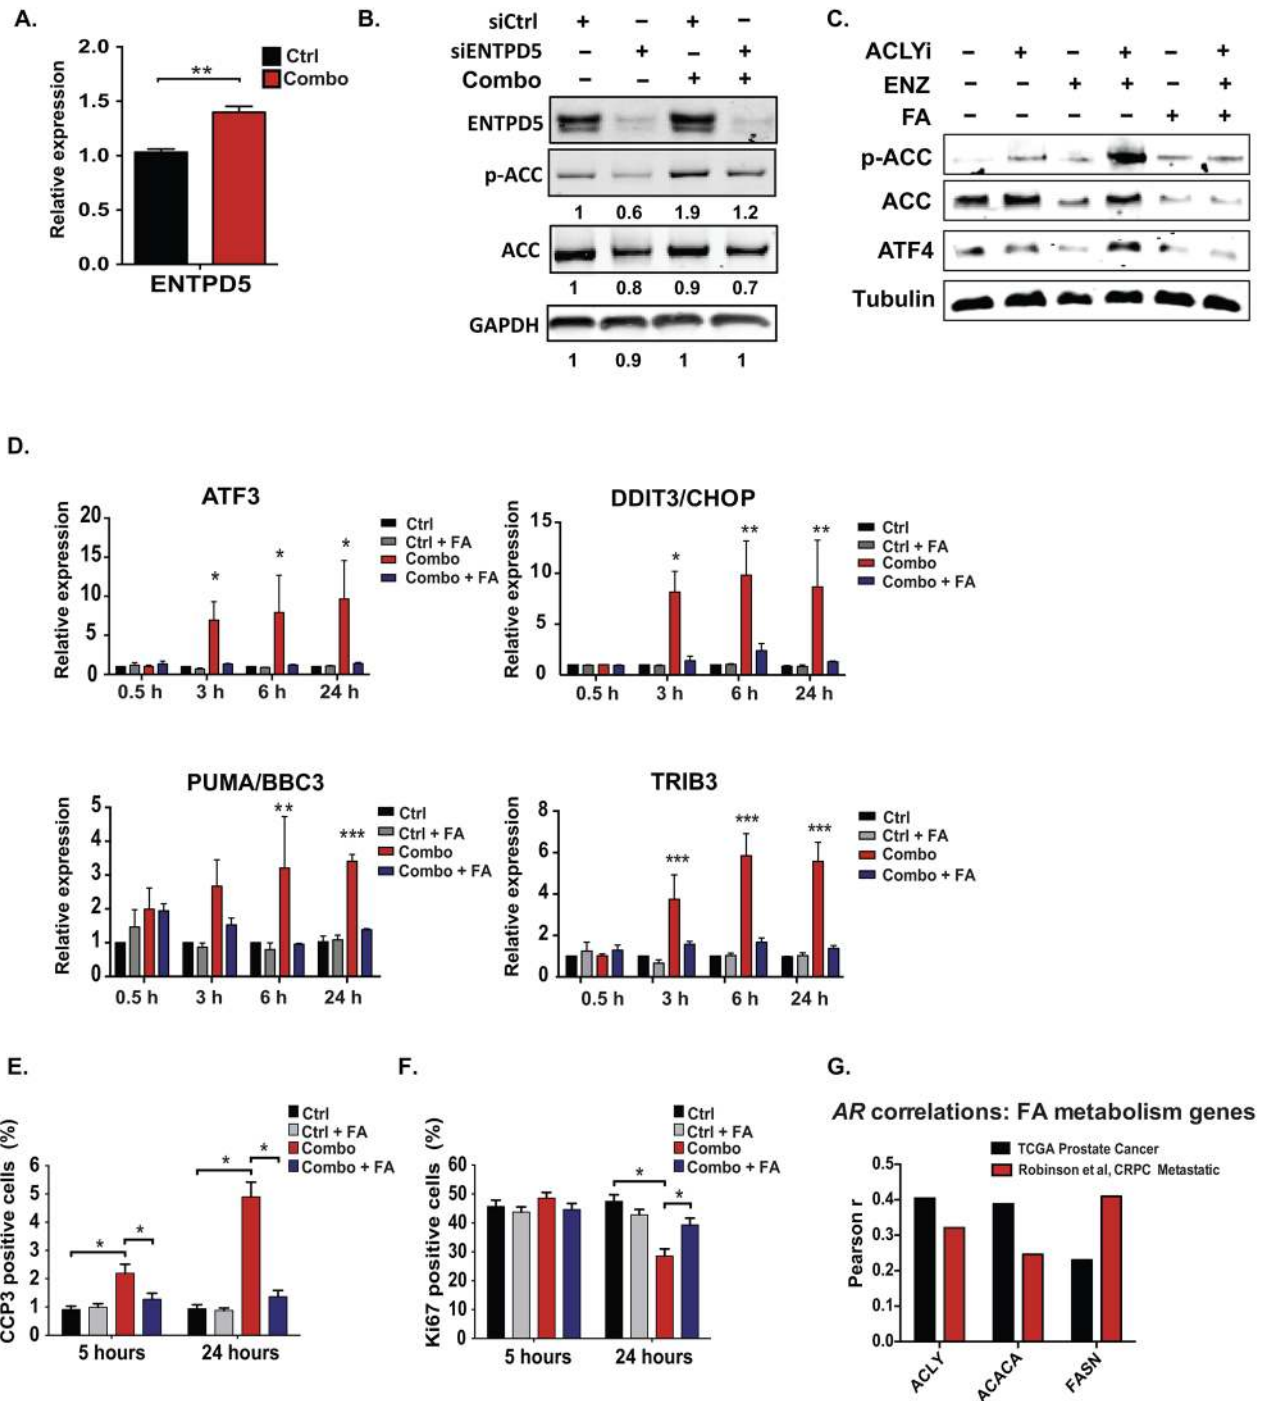 A.
Relative expression
2.0
1.5
1.0
0.5
0.0
**
Ctrl
Combo
ENTPD5
B.
siCtrl + – + –
siENTPD5 – + – +
Combo – – + +
ENTPD5
p-ACC
1 0.6 1.9 1.2
ACC
1 0.8 0.9 0.7
GAPDH
1 0.9 1 1
C.
ACLYi – + – + – +
ENZ – – + + – +
FA – – – – + +
p-ACC
ACC
ATF4
Tubulin
D.
ATF3
Relative expression
20
15
10
5
0
* * *
Ctrl
Ctrl + FA
Combo
Combo + FA
0.5 h 3 h 6 h 24 h
DDIT3/CHOP
Relative expression
15
10
5
0
* ** **
Ctrl
Ctrl + FA
Combo
Combo + FA
0.5 h 3 h 6 h 24 h
PUMA/BBC3
Relative expression
5
4
3
2
1
0
** ***
Ctrl
Ctrl + FA
Combo
Combo + FA
0.5 h 3 h 6 h 24 h
TRIB3
Relative expression
8
6
4
2
0
*** *** ***
Ctrl
Ctrl + FA
Combo
Combo + FA
0.5 h 3 h 6 h 24 h
E.
CCP3 positive cells (%)
6
5
4
3
2
1
0
* * * *
Ctrl
Ctrl + FA
Combo
Combo + FA
5 hours 24 hours
F.
Ki67 positive cells (%)
60
50
40
30
20
10
0
* *
Ctrl
Ctrl + FA
Combo
Combo + FA
5 hours 24 hours
G.
AR correlations: FA metabolism genes
TCGA Prostate Cancer
Robinson et al, CRPC Metastatic
Pearson r
0.5
0.4
0.3
0.2
0.1
0.0
ACLY ACACA FASN